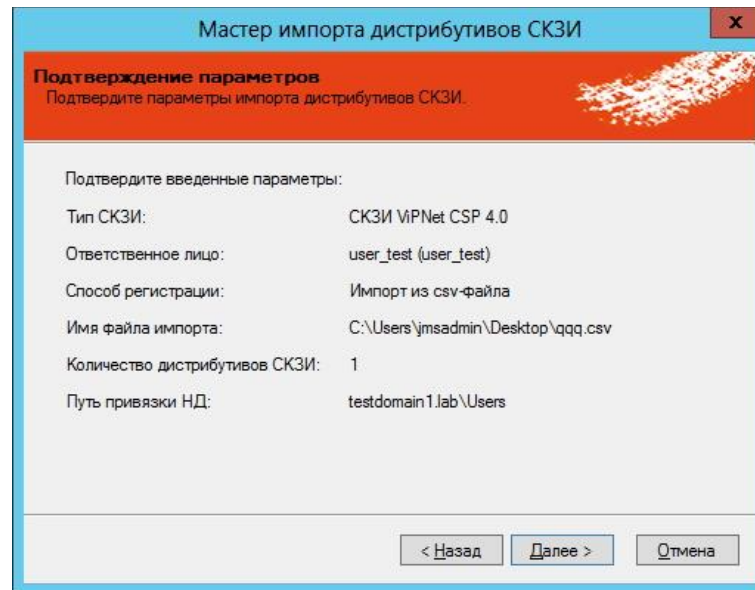 Мастер импорта дистрибутивов СКЗИ
x
Подтверждение параметров
Подтвердите параметры импорта дистрибутивов СКЗИ.
Подтвердите введенные параметры:
Тип СКЗИ: СКЗИ ViPNet CSP 4.0
Ответственное лицо: user_test (user_test)
Способ регистрации: Импорт из csv-файла
Имя файла импорта: C:\Users\jmsadmin\Desktop\qqq.csv
Количество дистрибутивов СКЗИ: 1
Путь привязки НД: testdomain1.lab\Users
< Назад Далее > Отмена